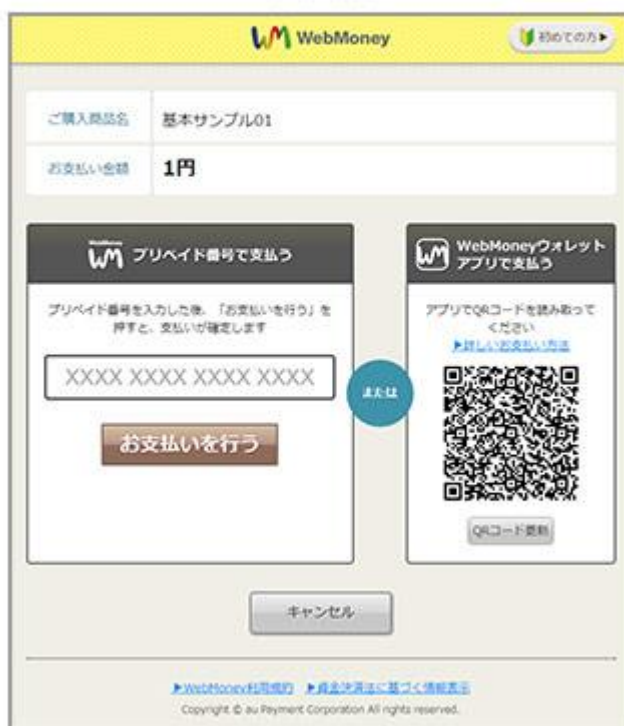 WebMoney
初めての方▶
ご購入商品名
基本サンプル01
お支払い金額
1円
プリペイド番号で支払う
プリペイド番号を入力した後、「お支払いを行う」を
押すと、支払いが確定します
XXXX XXXX XXXX XXXX
お支払いを行う
または
WebMoneyウォレット
アプリで支払う
アプリでQRコードを読み取って
ください
▶詳しいお支払い方法
QRコード更新
キャンセル
▶WebMoney利用規約 ▶資金決済法に基づく情報表示
Copyright © au Payment Corporation All rights reserved.